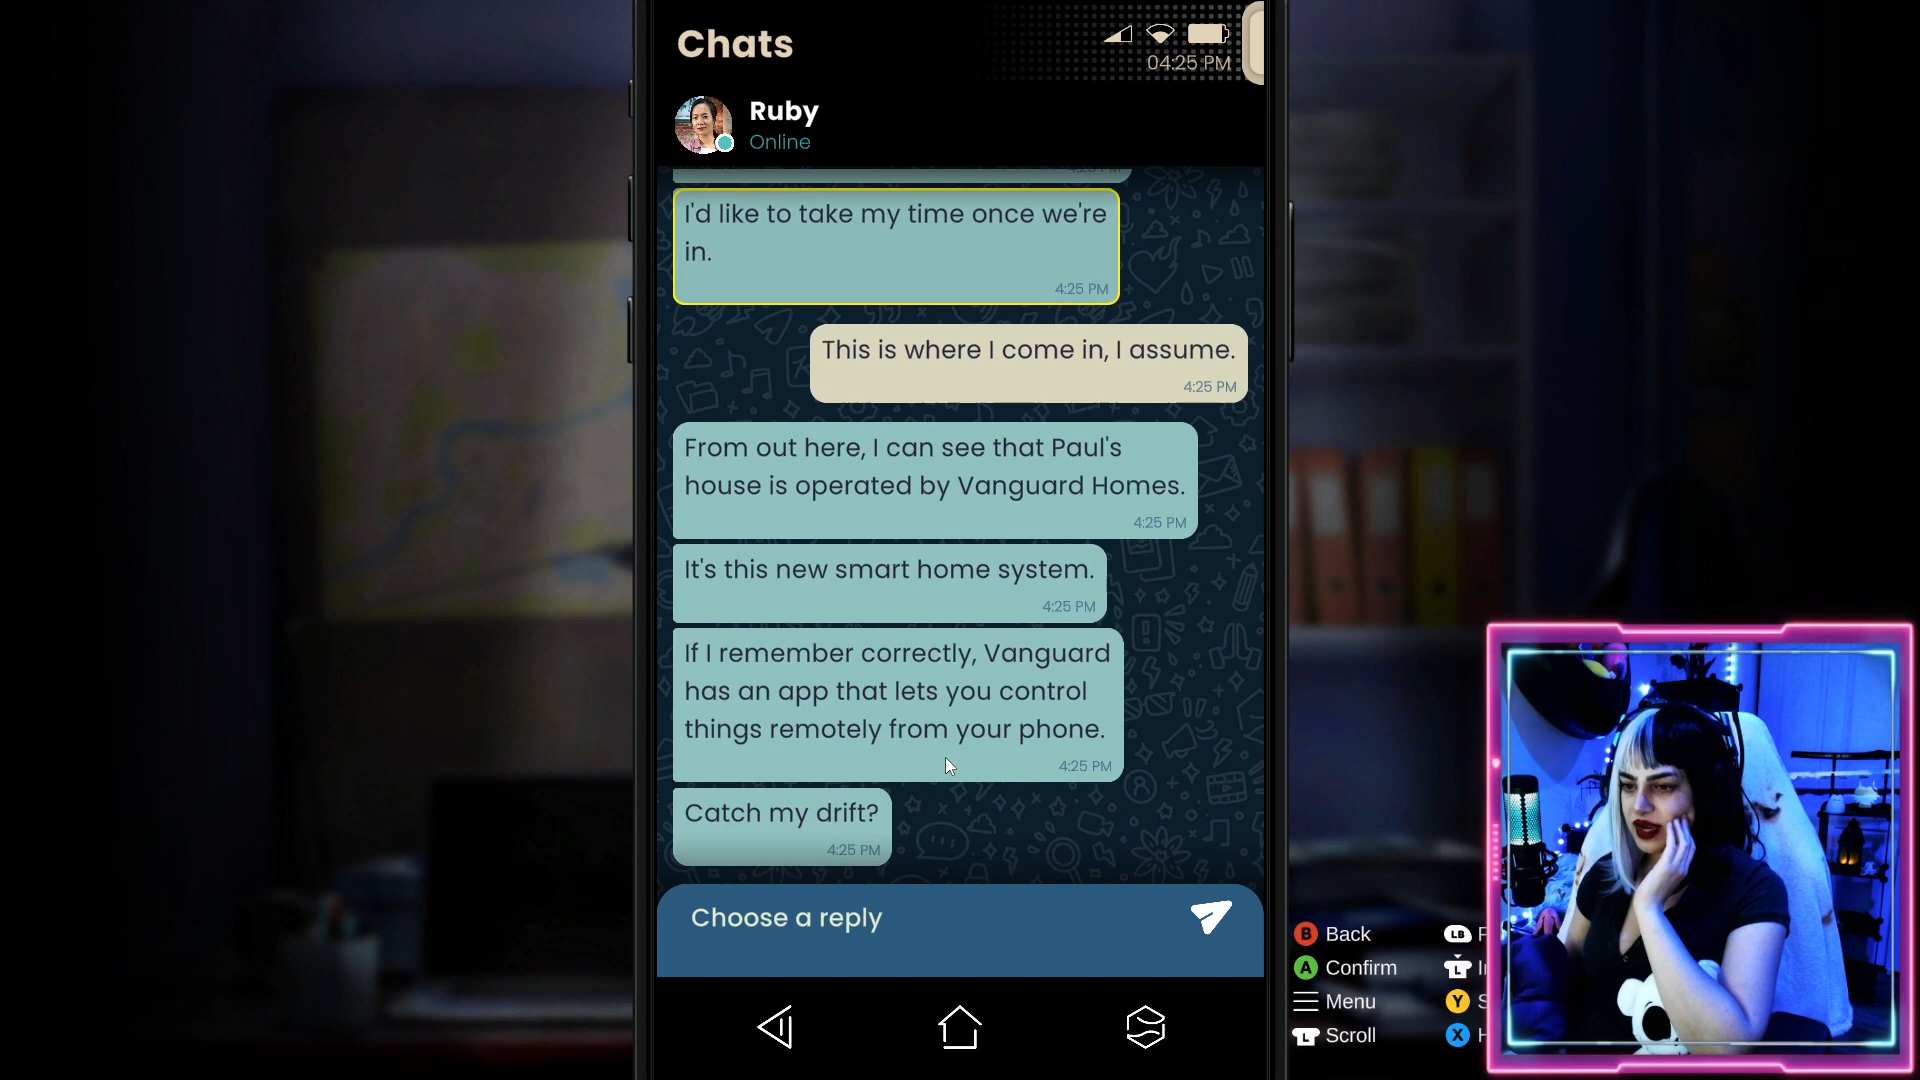 Chats
04:25 PM
Ruby
Online
I'd like to take my time once we're
in.
4:25 PM
This is where I come in, I assume.
4:25 PM
From out here, I can see that Paul's
house is operated by Vanguard Homes.
4:25 PM
It's this new smart home system.
4:25 PM
If I remember correctly, Vanguard
has an app that lets you control
things remotely from your phone.
4:25 PM
Catch my drift?
4:25 PM
Choose a reply
B Back
LB
A Confirm
L
Menu
Y
L Scroll
X